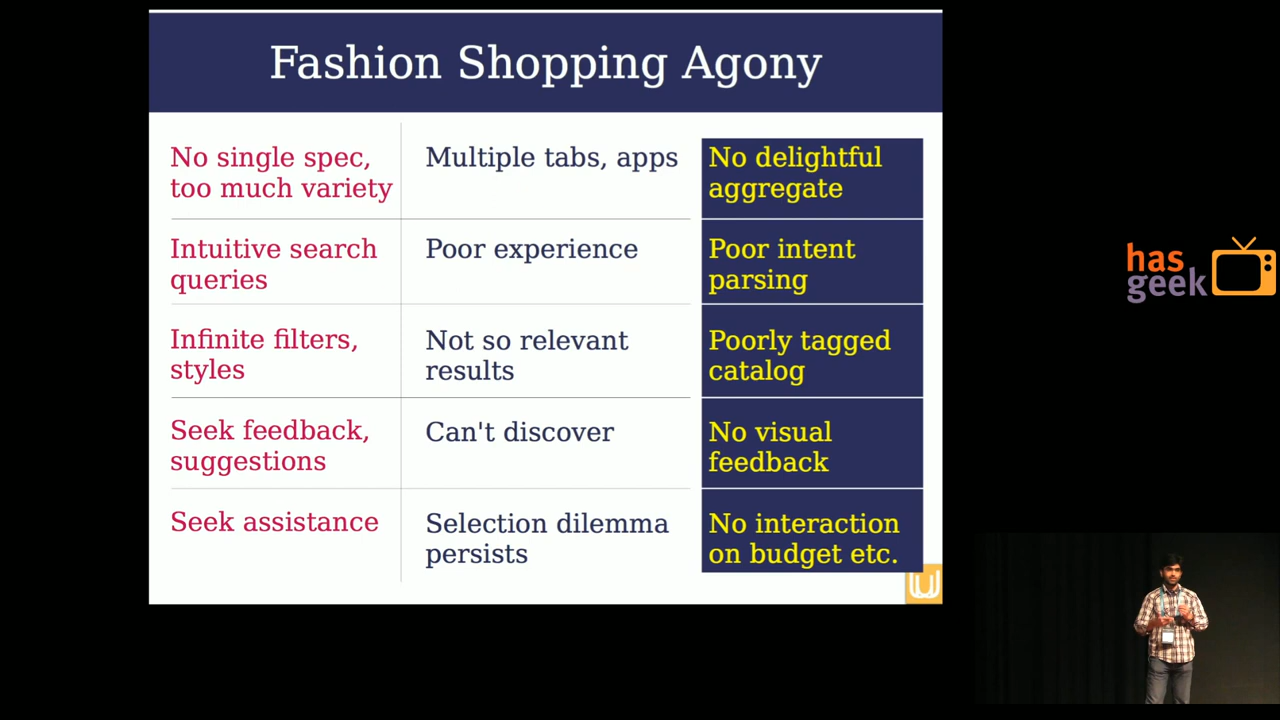 Fashion Shopping Agony
No single spec,
too much variety
Multiple tabs, apps
No delightful
aggregate
Intuitive search
queries
Poor experience
Poor intent
parsing
Infinite filters,
styles
Not so relevant
results
Poorly tagged
catalog
Seek feedback,
suggestions
Can't discover
No visual
feedback
Seek assistance
Selection dilemma
persists
No interaction
on budget etc.
has
geek